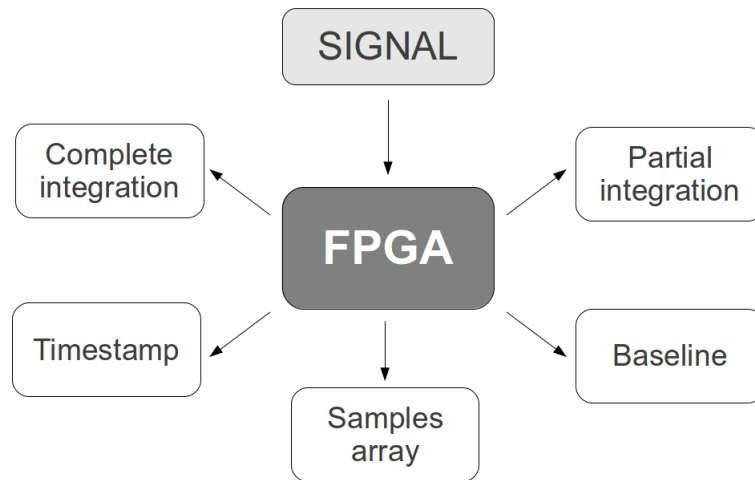 SIGNAL
Complete
integration
Partial
integration
FPGA
Timestamp
Baseline
Samples
array